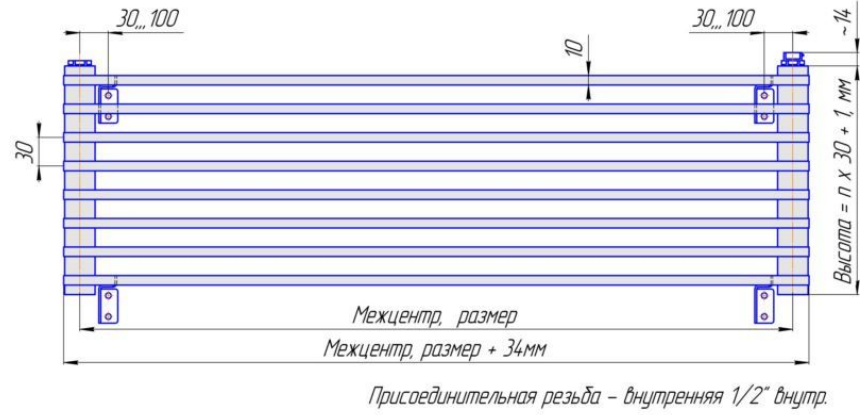 30,,,100
30,,,100
~14
10
30
Высота = n x 30 + 1, мм
Межцентр, размер
Межцентр, размер + 34мм
Присоединительная резьба – внутренняя 1/2" внутр.